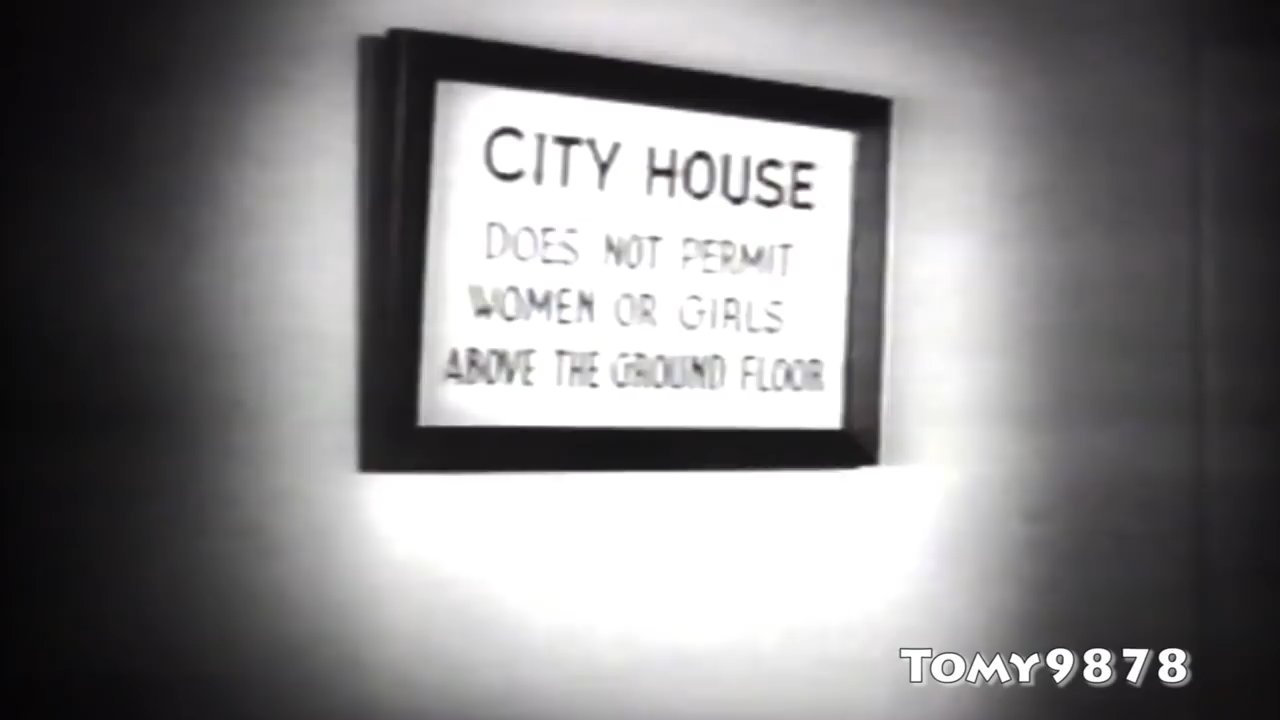 CITY HOUSE
DOES NOT PERMIT
WOMEN OR GIRLS
ABOVE THE GROUND FLOOR
TOMY9878